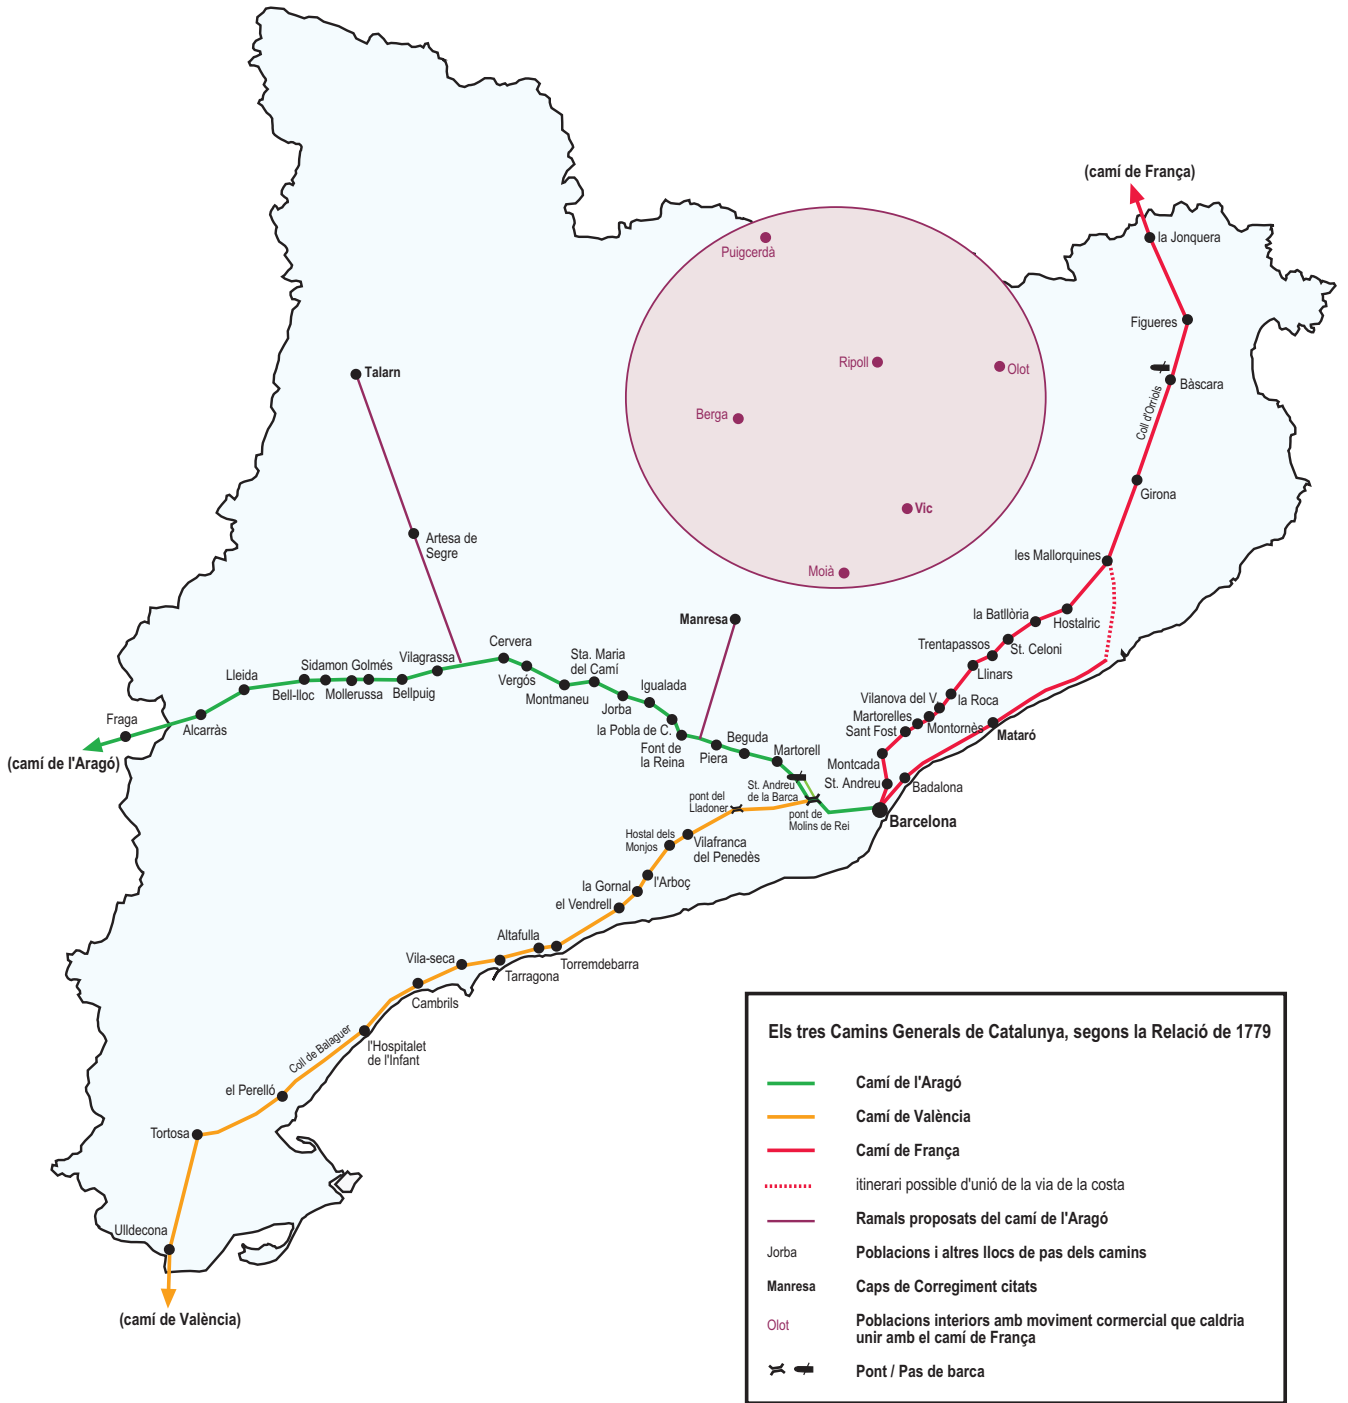 (camí de França)
la Jonquera
Puigcerdà
Figueres
Ripoll
Olot
Talarn
Bàscara
Berga
Coll d'Orriols
Girona
Vic
Artesa de
Segre
les Mallorquines
Moià
la Batllòria
Hostalric
Manresa
Trentapassos
St. Celoni
Cervera
Sta. Maria
del Camí
Vilagrassa
Sidamon Golmés
Lleida
Llinars
Bell-lloc
Mollerussa
Bellpuig
Vergós
Montmaneu
Igualada
Jorba
Vilanova del V.
la Roca
Martorelles
Fraga
Alcarràs
la Pobla de C.
Sant Fost
Montornès
Mataró
Font de
la Reina
Beguda
Piera
Martorell
Montcada
(camí de l'Aragó)
St. Andreu
de la Barca
St. Andreu
Badalona
pont del
Lladoner
pont de
Molins de Rei
Barcelona
Hostal dels
Monjos
Vilafranca
del Penedès
la Gornal
l'Arboç
el Vendrell
Altafulla
Vila-seca
Torremdebarra
Tarragona
Cambrils
Coll de Balaguer
l'Hospitalet
de l'Infant
el Perelló
Tortosa
Ulldecona
(camí de València)
Els tres Camins Generals de Catalunya, segons la Relació de 1779
Camí de l'Aragó
Camí de València
Camí de França
itinerari possible d'unió de la via de la costa
Ramals proposats del camí de l'Aragó
Jorba Poblacions i altres llocs de pas dels camins
Manresa Caps de Corregiment citats
Olot Poblacions interiors amb moviment cormercial que caldria
unir amb el camí de França
Pont / Pas de barca